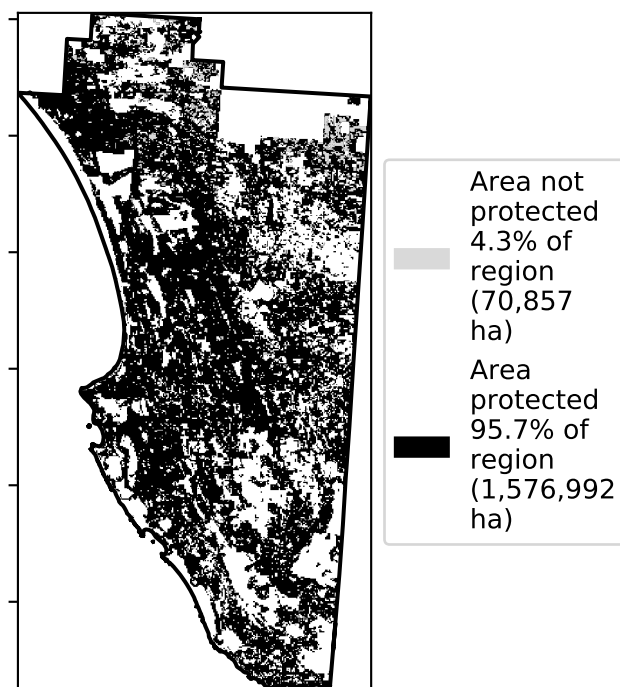 Area not
protected
4.3% of
region
(70,857
ha)
Area
protected
95.7% of
region
(1,576,992
ha)